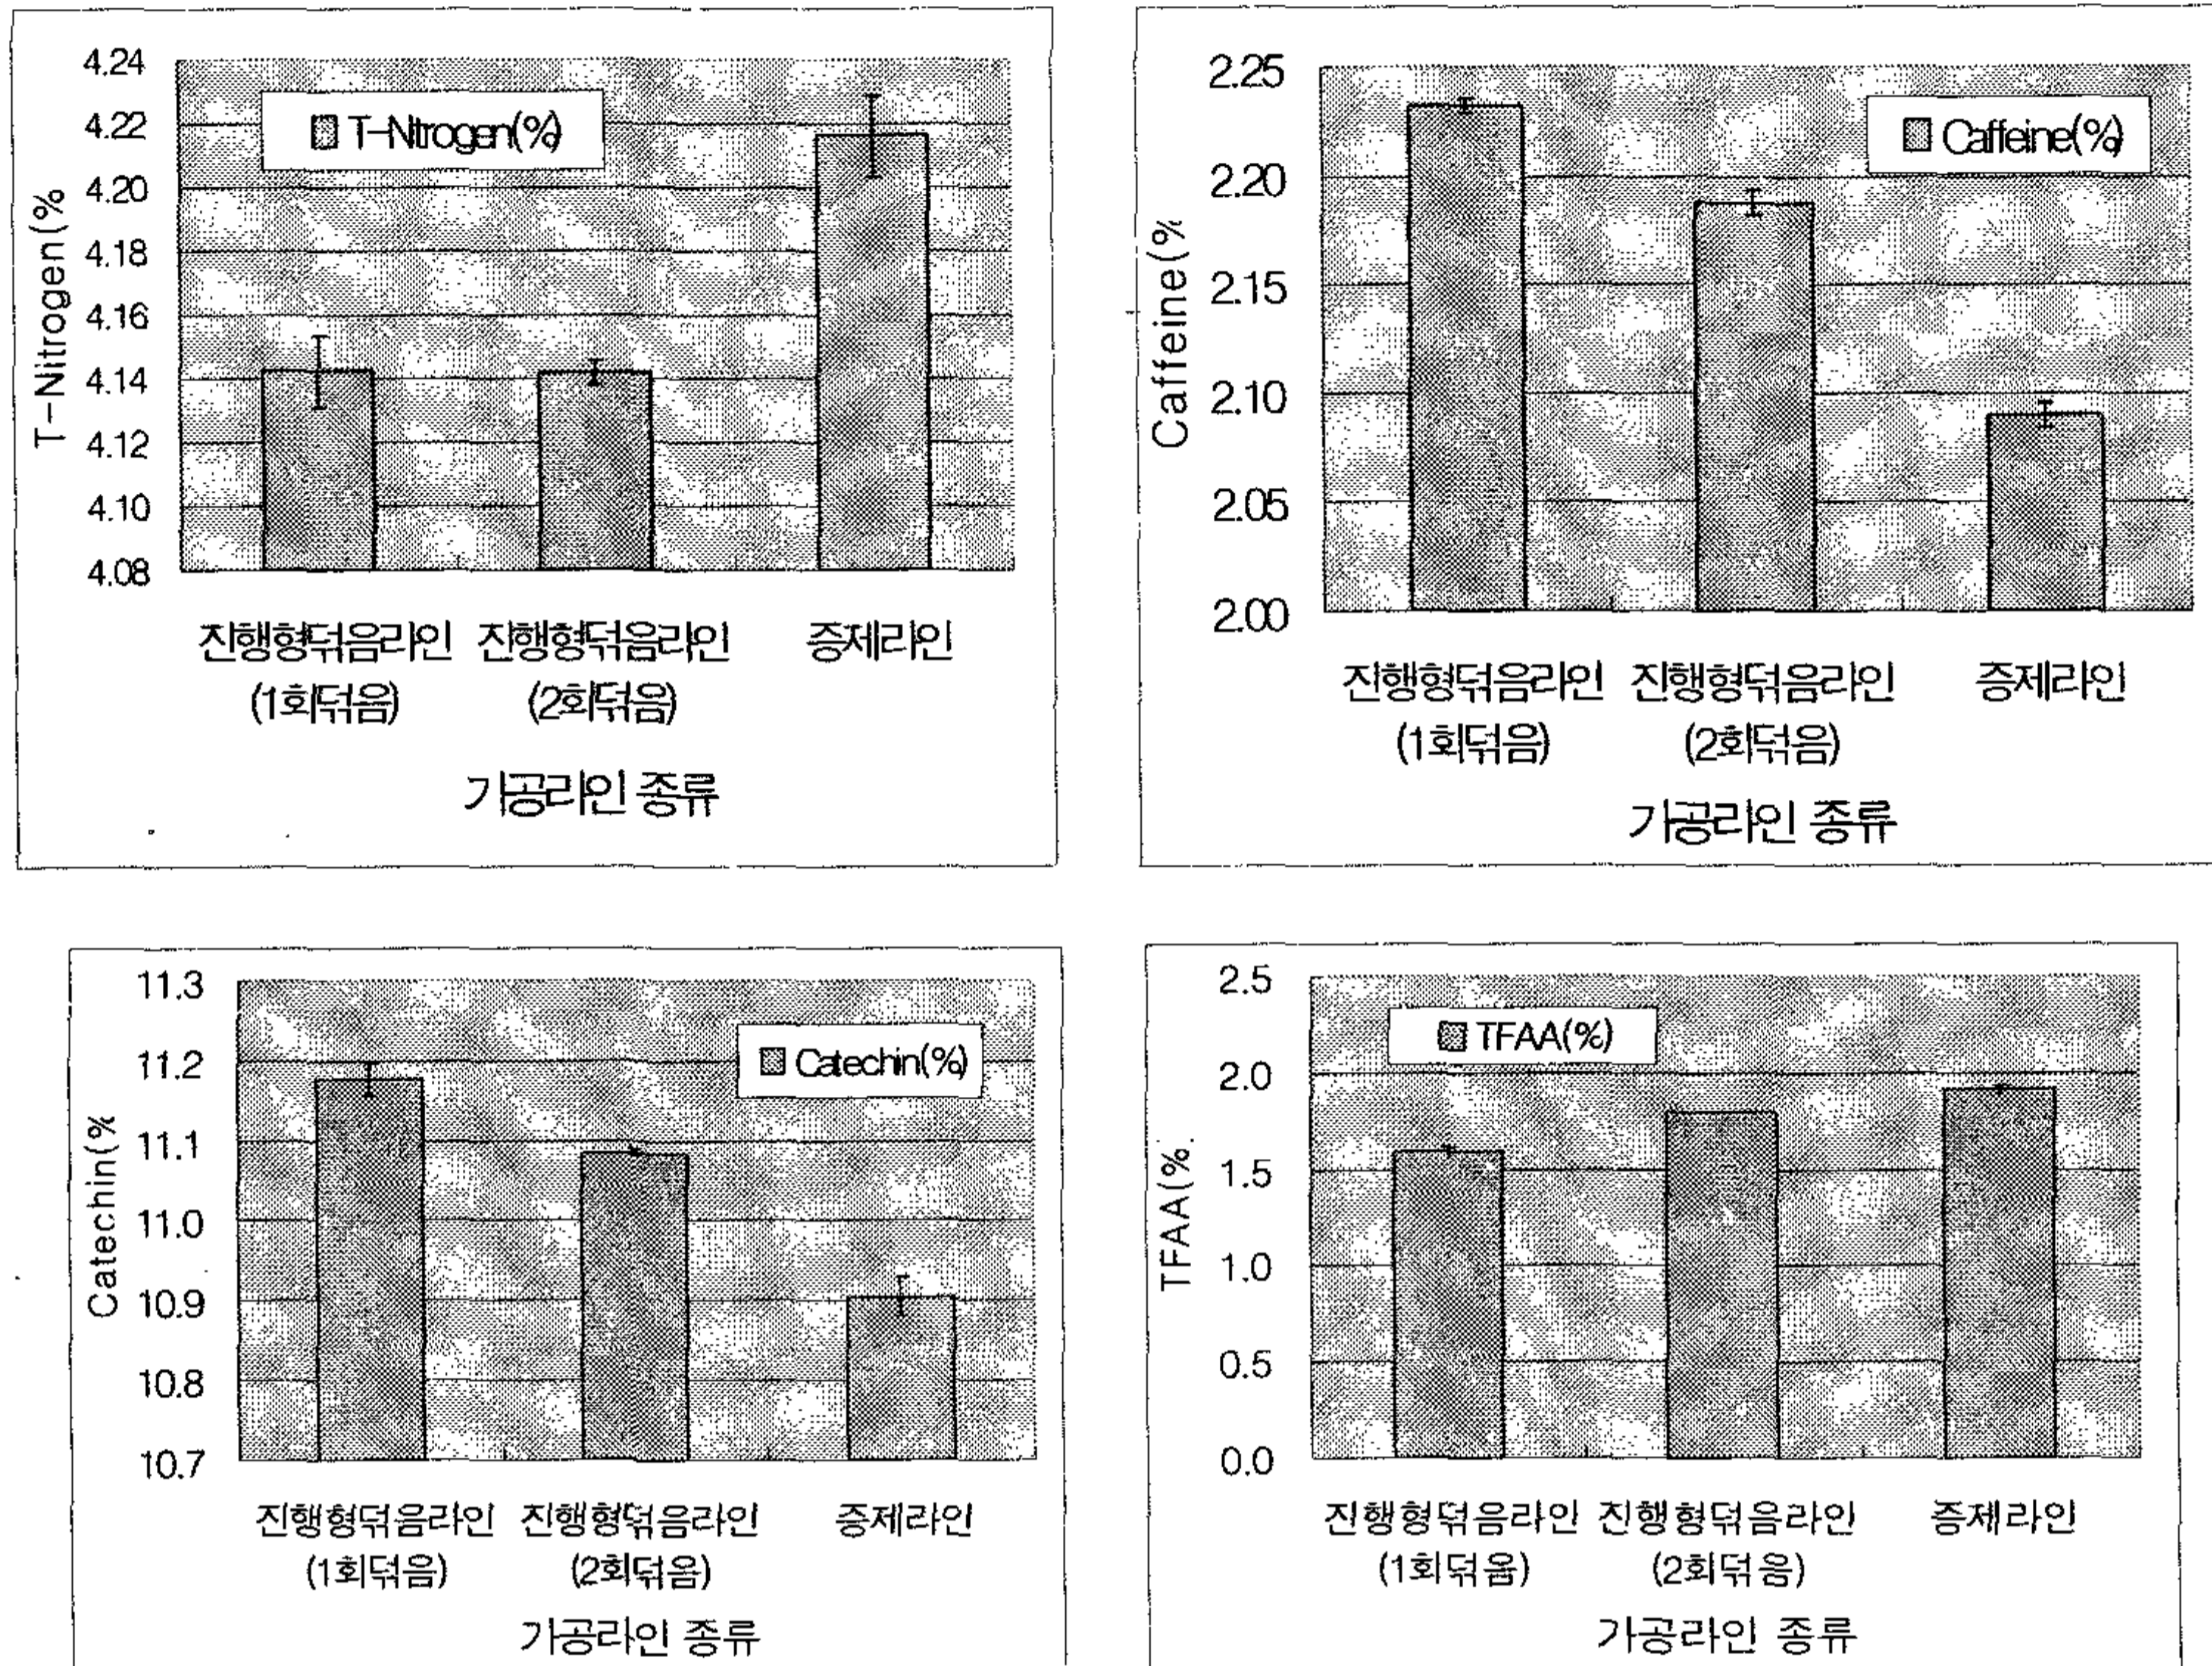 4.24
4.22
4.20
4.18
4.16
4.14
4.12
4.10
4.08
T-Nitrogen(%
T-Nitrogen(%)
진행형덖음라인 진행형덖음라인 증제라인
(1회덖음) (2회덖음)
가공라인 종류
2.25
2.20
2.15
2.10
2.05
2.00
Caffeine(%
Caffeine(%)
진행형덖음라인 진행형덖음라인 증제라인
(1회덖음) (2회덖음)
가공라인 종류
11.3
11.2
11.1
11.0
10.9
10.8
10.7
Catechin(%
Catechin(%)
진행형덖음라인 진행형덖음라인 증제라인
(1회덖음) (2회덖음)
가공라인 종류
2.5
2.0
1.5
1.0
0.5
0.0
TFAA(%
TFAA(%)
진행형덖음라인 진행형덖음라인 증제라인
(1회덖음) (2회덖음)
가공라인 종류